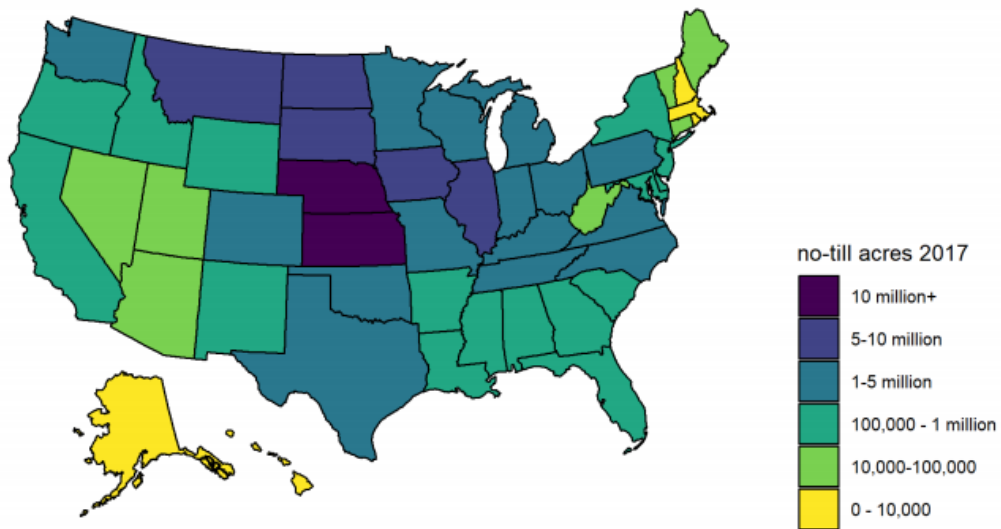 no-till acres 2017
10 million+
5-10 million
1-5 million
100,000 - 1 million
10,000-100,000
0 - 10,000